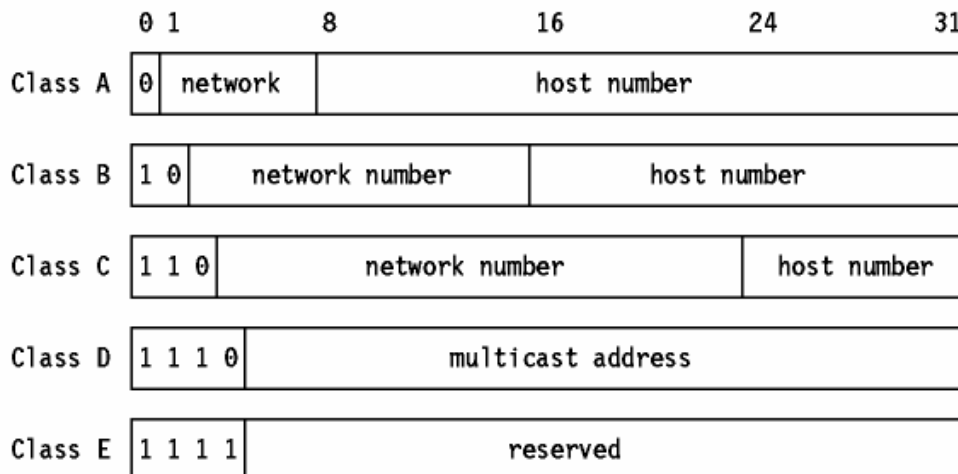 0 1 8 16 24 31
Class A 0 network host number
Class B 1 0 network number host number
Class C 1 1 0 network number host number
Class D 1 1 1 0 multicast address
Class E 1 1 1 1 reserved